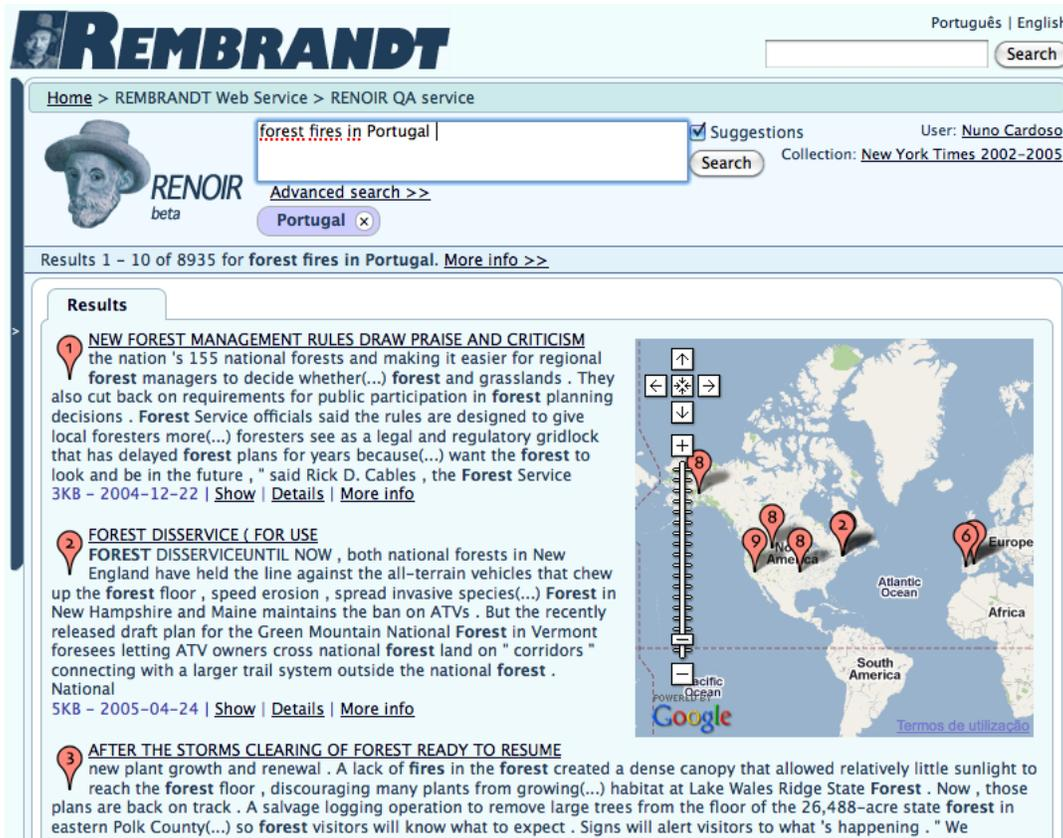 REMBRANDT
Português | English
Search
Home > REMBRANDT Web Service > RENOIR QA service
forest fires in Portugal
Suggestions
User: Nuno Cardoso
Search
Collection: New York Times 2002-2005
RENOIR
beta
Advanced search >>
Portugal
Results 1 - 10 of 8935 for forest fires in Portugal. More info >>
Results
>
1
NEW FOREST MANAGEMENT RULES DRAW PRAISE AND CRITICISM
the nation 's 155 national forests and making it easier for regional
forest managers to decide whether(...) forest and grasslands . They
also cut back on requirements for public participation in forest planning
decisions . Forest Service officials said the rules are designed to give
local foresters more(...) foresters see as a legal and regulatory gridlock
that has delayed forest plans for years because(...) want the forest to
look and be in the future , " said Rick D. Cables , the Forest Service
3KB - 2004-12-22 | Show | Details | More info
2
FOREST DISSERVICE ( FOR USE
FOREST DISSERVICEUNTIL NOW , both national forests in New
England have held the line against the all-terrain vehicles that chew
up the forest floor , speed erosion , spread invasive species(...) Forest in
New Hampshire and Maine maintains the ban on ATVs . But the recently
released draft plan for the Green Mountain National Forest in Vermont
foresees letting ATV owners cross national forest land on " corridors "
connecting with a larger trail system outside the national forest .
National
5KB - 2005-04-24 | Show | Details | More info
3
AFTER THE STORMS CLEARING OF FOREST READY TO RESUME
new plant growth and renewal . A lack of fires in the forest created a dense canopy that allowed relatively little sunlight to
reach the forest floor , discouraging many plants from growing(...) habitat at Lake Wales Ridge State Forest . Now , those
plans are back on track . A salvage logging operation to remove large trees from the floor of the 26,488-acre state forest in
eastern Polk County(...) so forest visitors will know what to expect . Signs will alert visitors to what 's happening . " We
8
8
9
8
2
6
North
America
Europe
Atlantic
Ocean
Africa
South
America
Pacific
Ocean
POWERED BY
Google
Termos de utilização